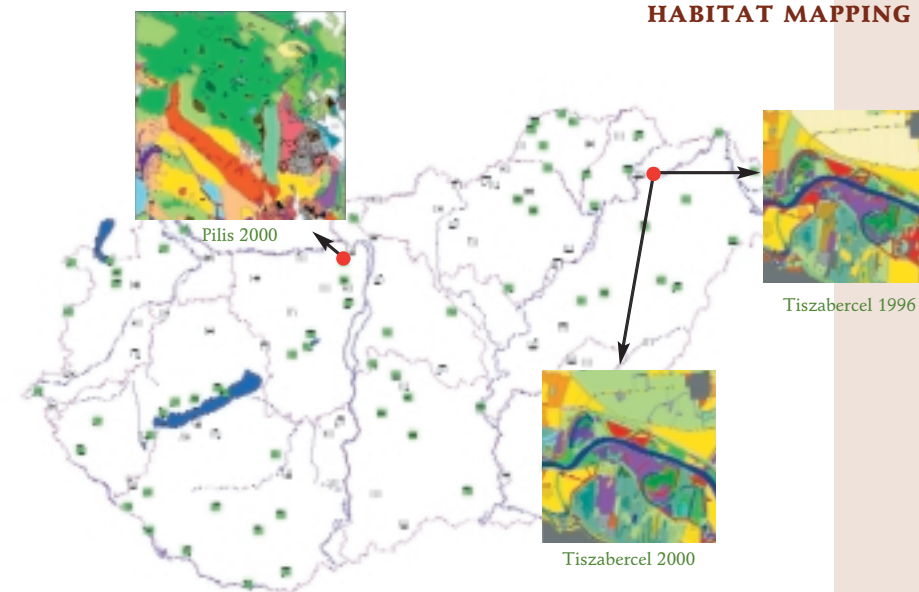 HABITAT MAPPING
Pilis 2000
Tiszabercel 1996
Tiszabercel 2000